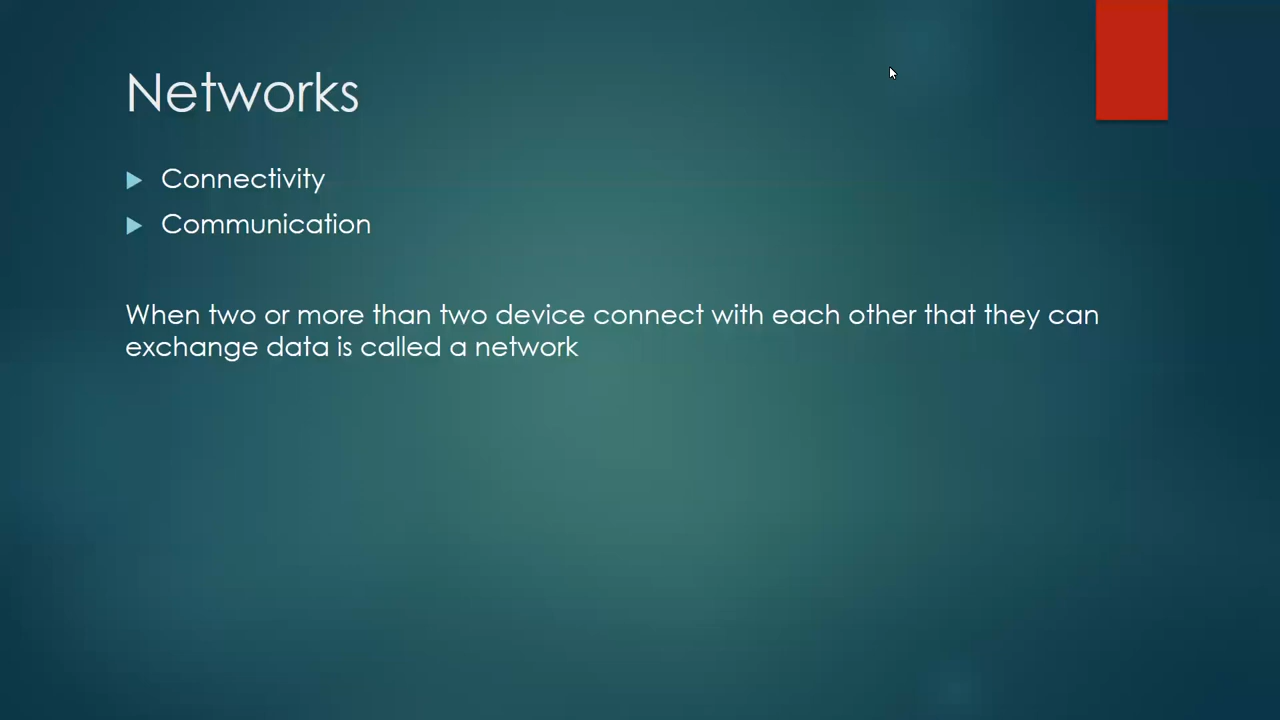 Networks
Connectivity
Communication
When two or more than two device connect with each other that they can
exchange data is called a network